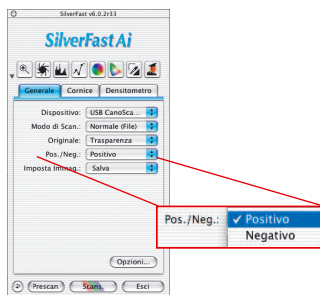 SilverFast v6.0.2r33
SilverFast Ai
Generale Cornice Densitometro
Dispositivo: USB CanoSca...
Modo di Scan.: Normale (File)
Originale: Trasparenza
Pos./Neg.: Positivo
Imposta Immag.: Salva
Pos./Neg.: ✓ Positivo
Negativo
Opzioni...
Prescan Scans. Esci